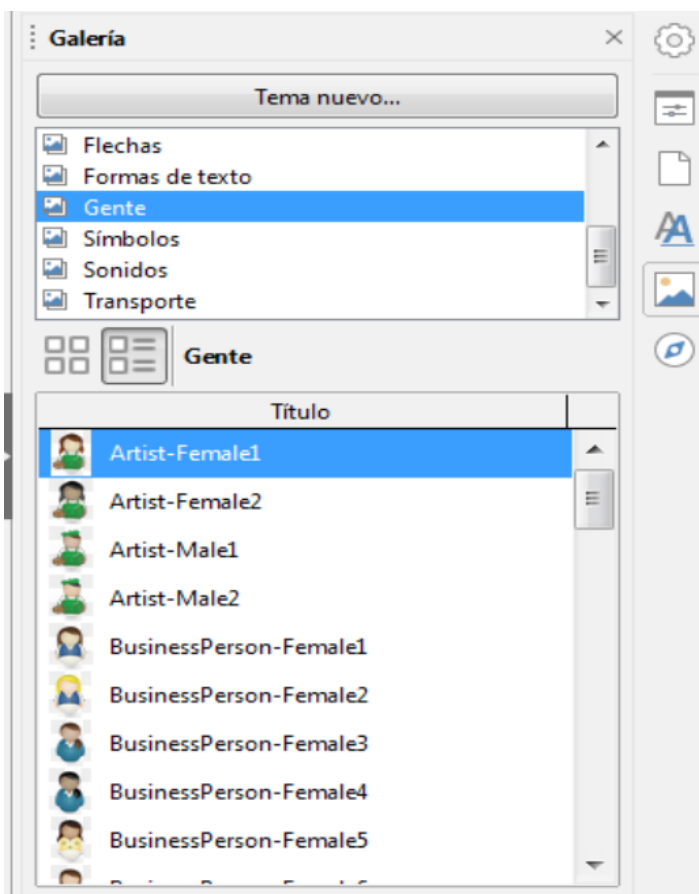 Galería
Tema nuevo...
Flechas
Formas de texto
Gente
Símbolos
Sonidos
Transporte
Gente
Título
Artist-Female1
Artist-Female2
Artist-Male1
Artist-Male2
BusinessPerson-Female1
BusinessPerson-Female2
BusinessPerson-Female3
BusinessPerson-Female4
BusinessPerson-Female5